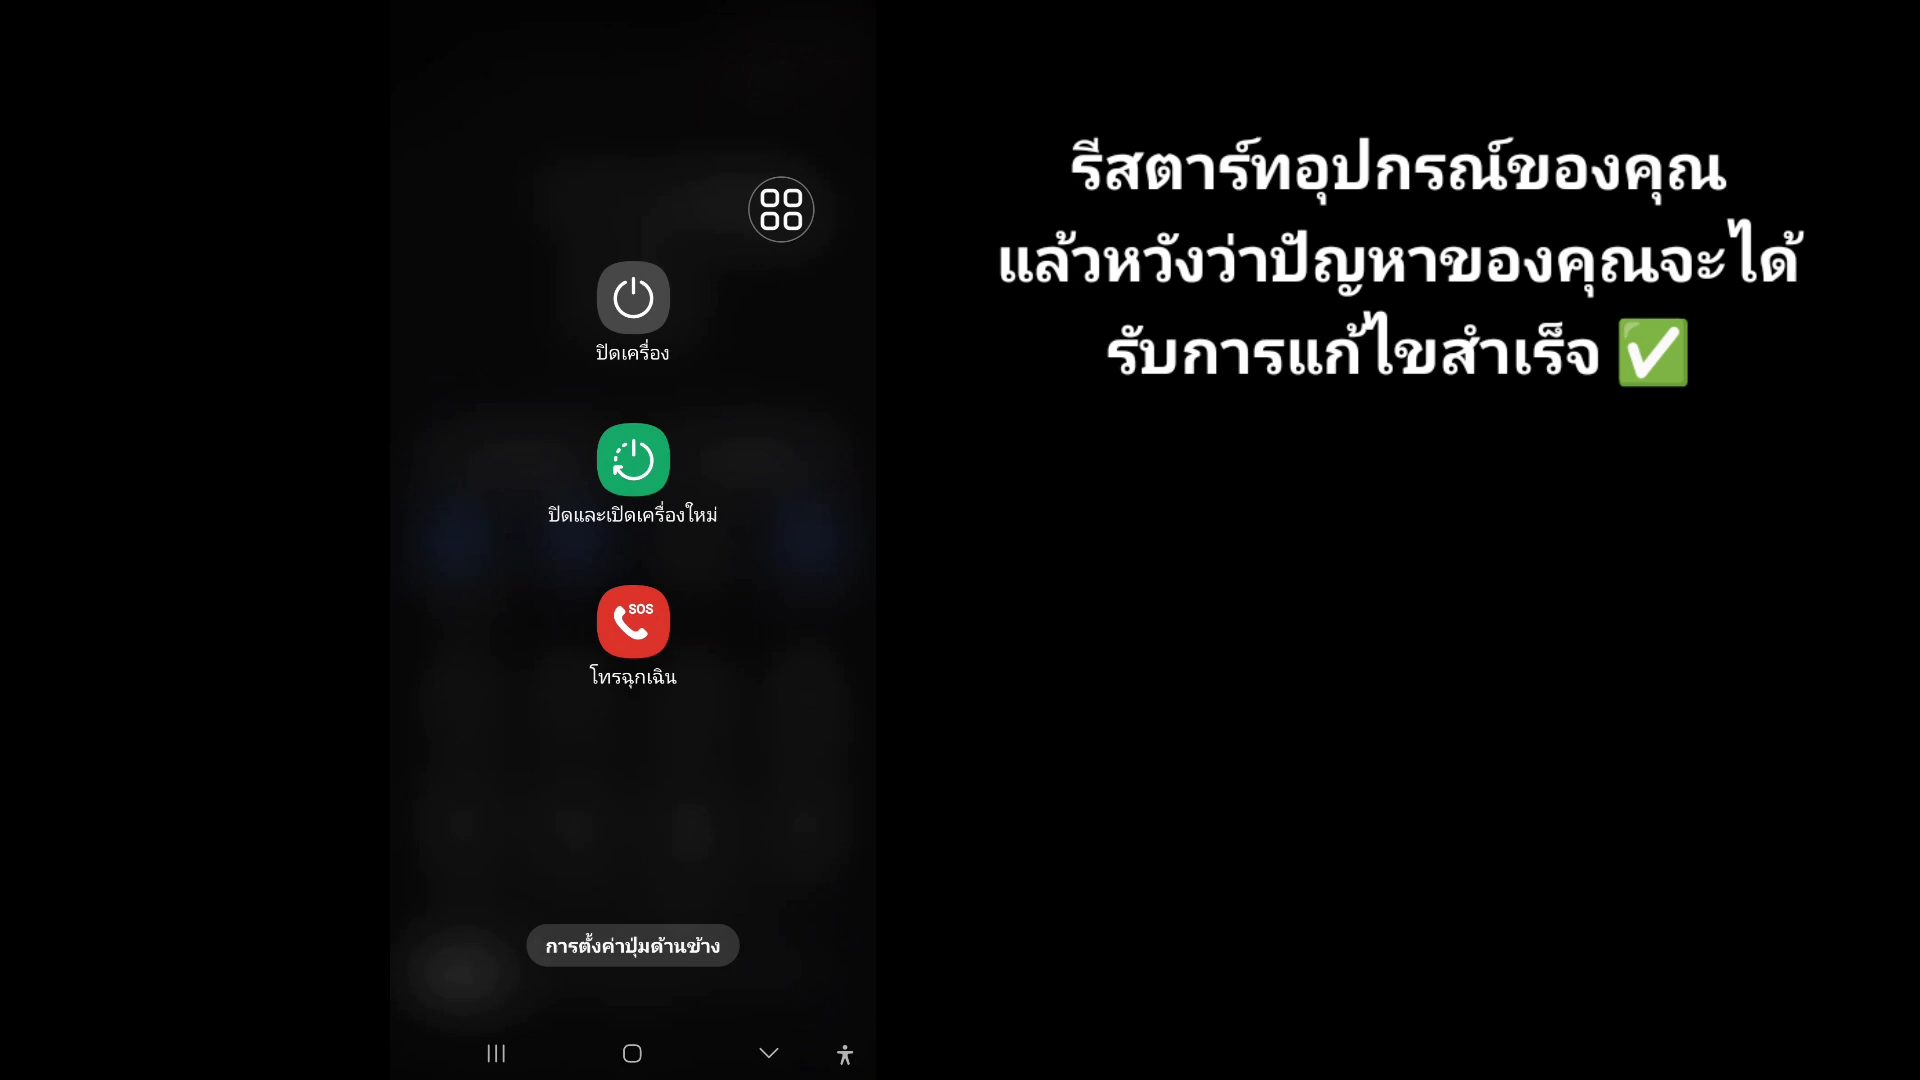 รีสตาร์ทอุปกรณ์ของคุณ
แล้วหวังว่าปัญหาของคุณจะได้
รับการแก้ไขสำเร็จ ✅
ปิดเครื่อง
ปิดและเปิดเครื่องใหม่
SOS
โทรฉุกเฉิน
การตั้งค่าปุ่มด้านข้าง